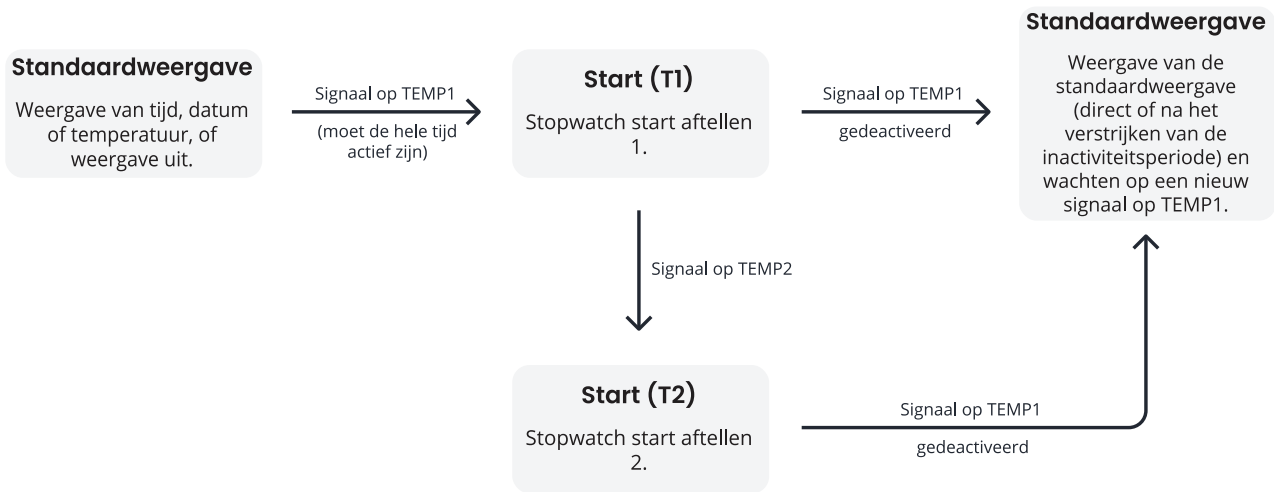 Standaardweergave
Weergave van tijd, datum
of temperatuur, of
weergave uit.
Signaal op TEMP1
(moet de hele tijd
actief zijn)
Start (T1)
Stopwatch start aftellen
1.
Signaal op TEMP1
gedeactiveerd
Standaardweergave
Weergave van de
standaardweergave
(direct of na het
verstrijken van de
inactiviteitsperiode) en
wachten op een nieuw
signaal op TEMP1.
Signaal op TEMP2
Start (T2)
Stopwatch start aftellen
2.
Signaal op TEMP1
gedeactiveerd